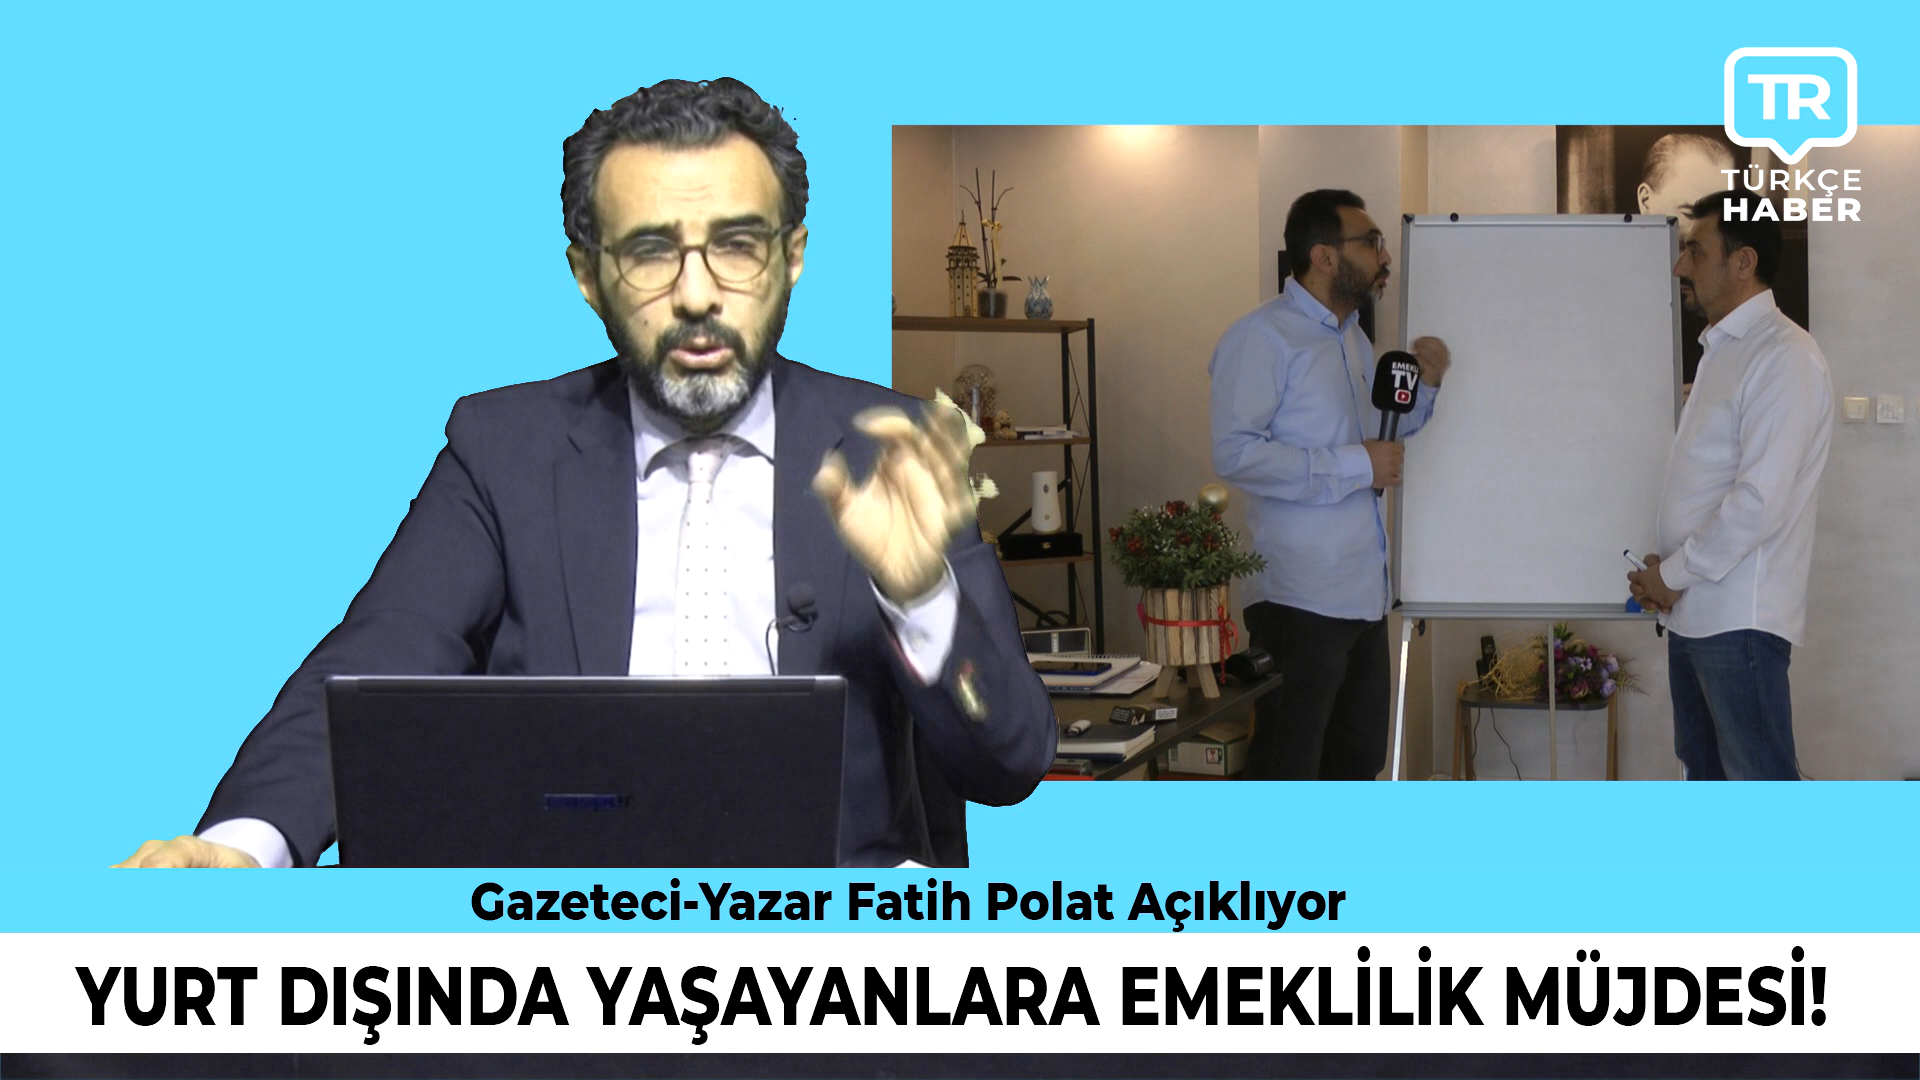 TR
TÜRKÇE
HABER
EMEKLİ
TV
Gazeteci-Yazar Fatih Polat Açıklıyor
YURT DIŞINDA YAŞAYANLARA EMEKLİLİK MÜJDESİ!